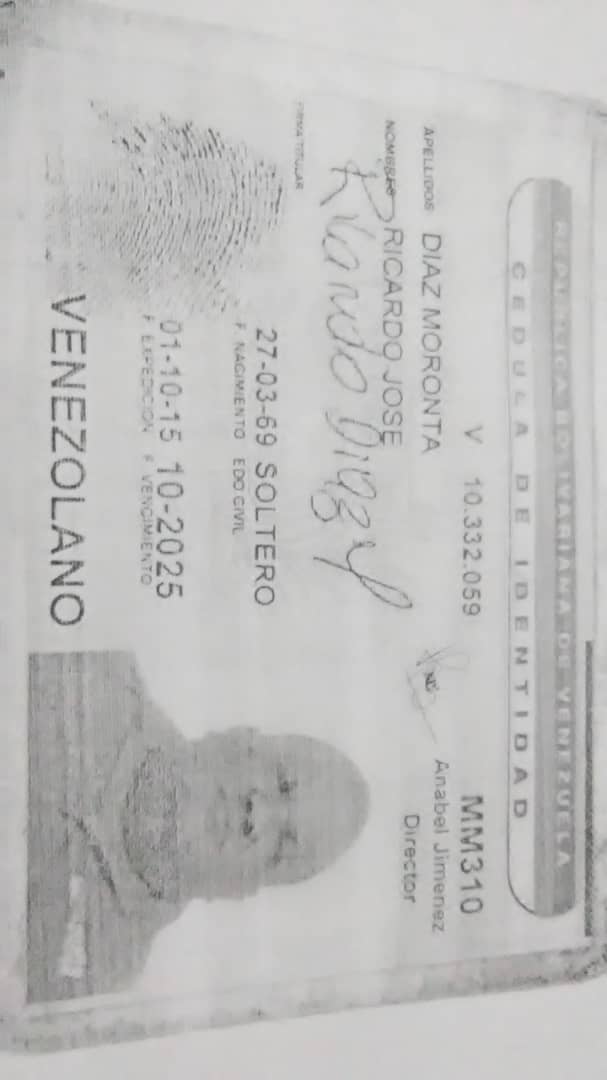 REPUBLICA BOLIVARIANA DE VENEZUELA
CEDULA DE IDENTIDAD
V 10.332.059
MM310
APELLIDOS DIAZ MORONTA
Anabel Jimenez
Director
NOMBRES RICARDO JOSE
Ricardo Diaz
FIRMA TITULAR
27-03-69 SOLTERO
F. NACIMIENTO EDO CIVIL
01-10-15 10-2025
F. EXPEDICION F. VENCIMIENTO
VENEZOLANO